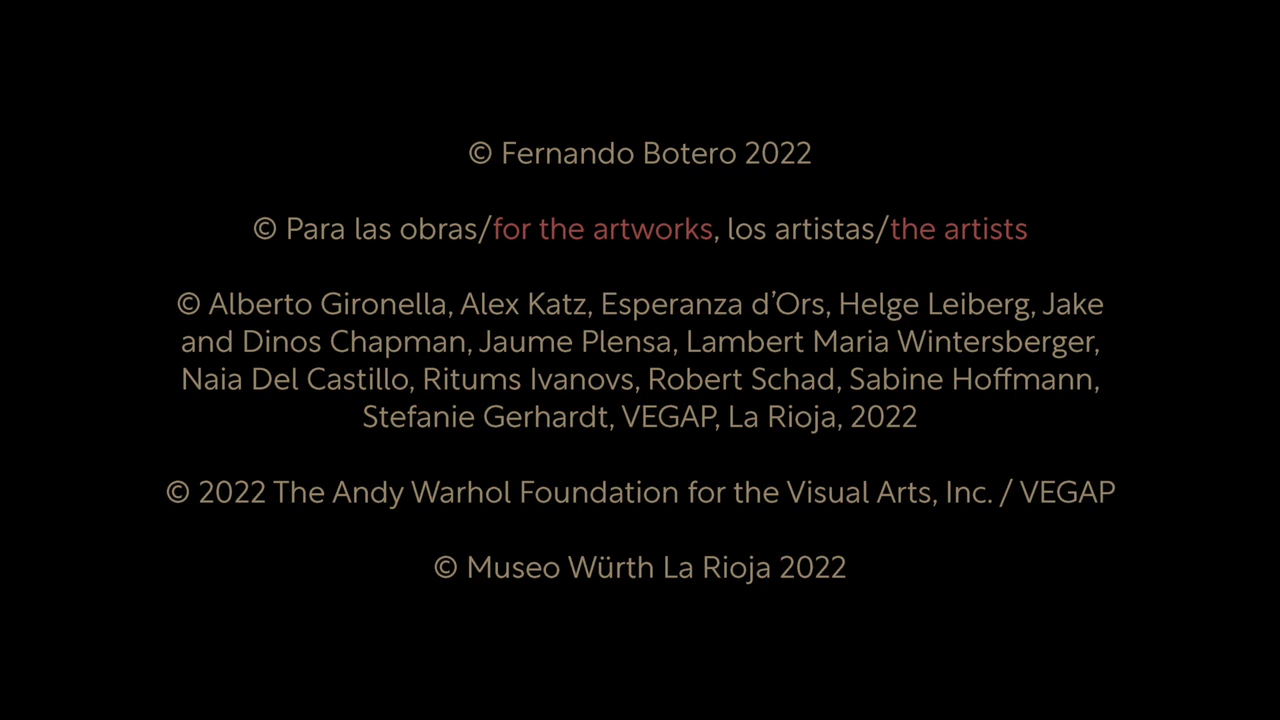 © Fernando Botero 2022
© Para las obras/for the artworks, los artistas/the artists
© Alberto Gironella, Alex Katz, Esperanza d’Ors, Helge Leiberg, Jake
and Dinos Chapman, Jaume Plensa, Lambert Maria Wintersberger,
Naia Del Castillo, Ritums Ivanovs, Robert Schad, Sabine Hoffmann,
Stefanie Gerhardt, VEGAP, La Rioja, 2022
© 2022 The Andy Warhol Foundation for the Visual Arts, Inc. / VEGAP
© Museo Würth La Rioja 2022